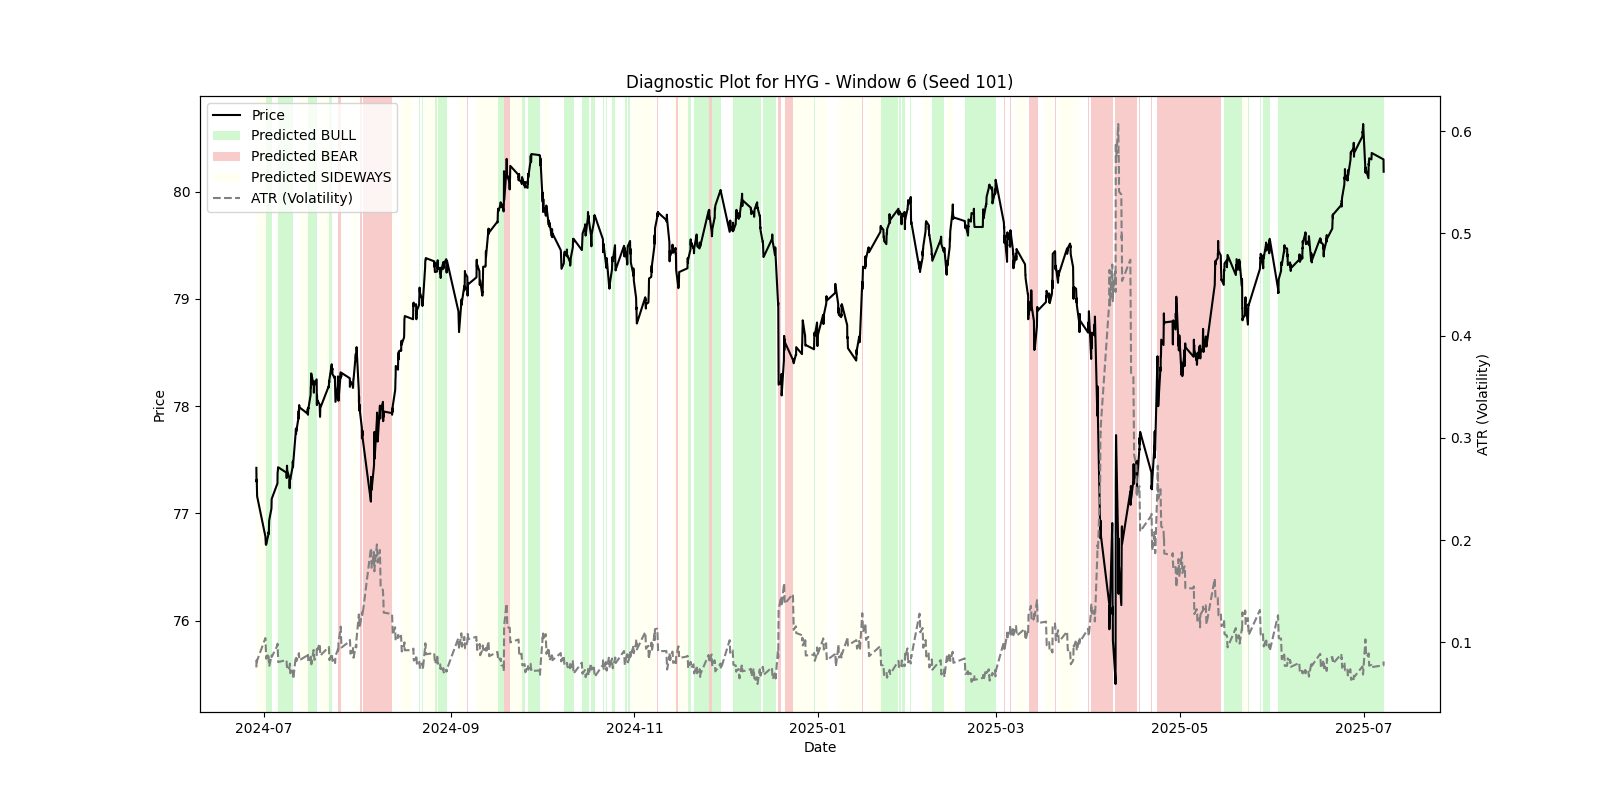 Diagnostic Plot for HYG - Window 6 (Seed 101)
Price
Predicted BULL
Predicted BEAR
Predicted SIDEWAYS
ATR (Volatility)
80
79
78
77
76
Price
0.6
0.5
0.4
0.3
0.2
0.1
ATR (Volatility)
2024-07
2024-09
2024-11
2025-01
2025-03
2025-05
2025-07
Date